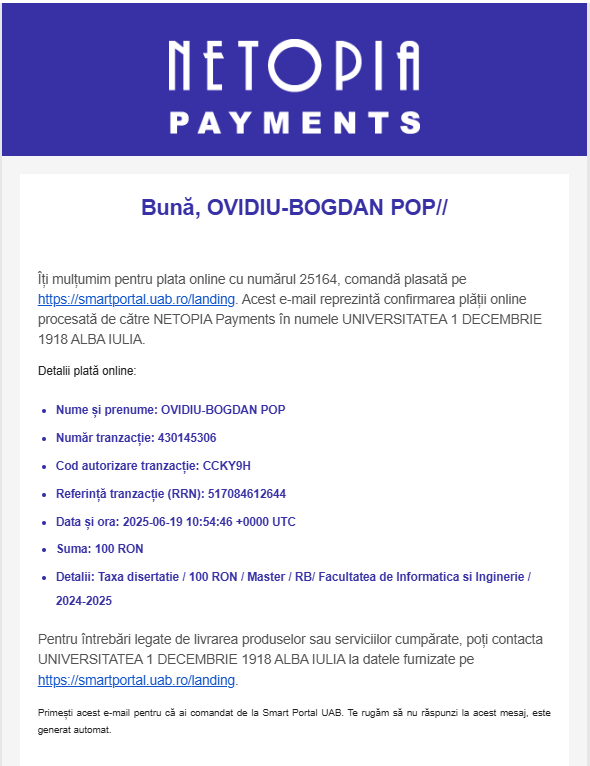 NETOPIA
PAYMENTS
Bună, OVIDIU-BOGDAN POP//
Îți mulțumim pentru plata online cu numărul 25164, comandă plasată pe
https://smartportal.uab.ro/landing. Acest e-mail reprezintă confirmarea plății online
procesată de către NETOPIA Payments în numele UNIVERSITATEA 1 DECEMBRIE
1918 ALBA IULIA.
Detalii plată online:
• Nume și prenume: OVIDIU-BOGDAN POP
• Număr tranzacție: 430145306
• Cod autorizare tranzacție: CCKY9H
• Referință tranzacție (RRN): 517084612644
• Data și ora: 2025-06-19 10:54:46 +0000 UTC
• Suma: 100 RON
• Detalii: Taxa disertatie / 100 RON / Master / RB/ Facultatea de Informatica si Inginerie /
2024-2025
Pentru întrebări legate de livrarea produselor sau serviciilor cumpărate, poți contacta
UNIVERSITATEA 1 DECEMBRIE 1918 ALBA IULIA la datele furnizate pe
https://smartportal.uab.ro/landing.
Primești acest e-mail pentru că ai comandat de la Smart Portal UAB. Te rugăm să nu răspunzi la acest mesaj, este
generat automat.